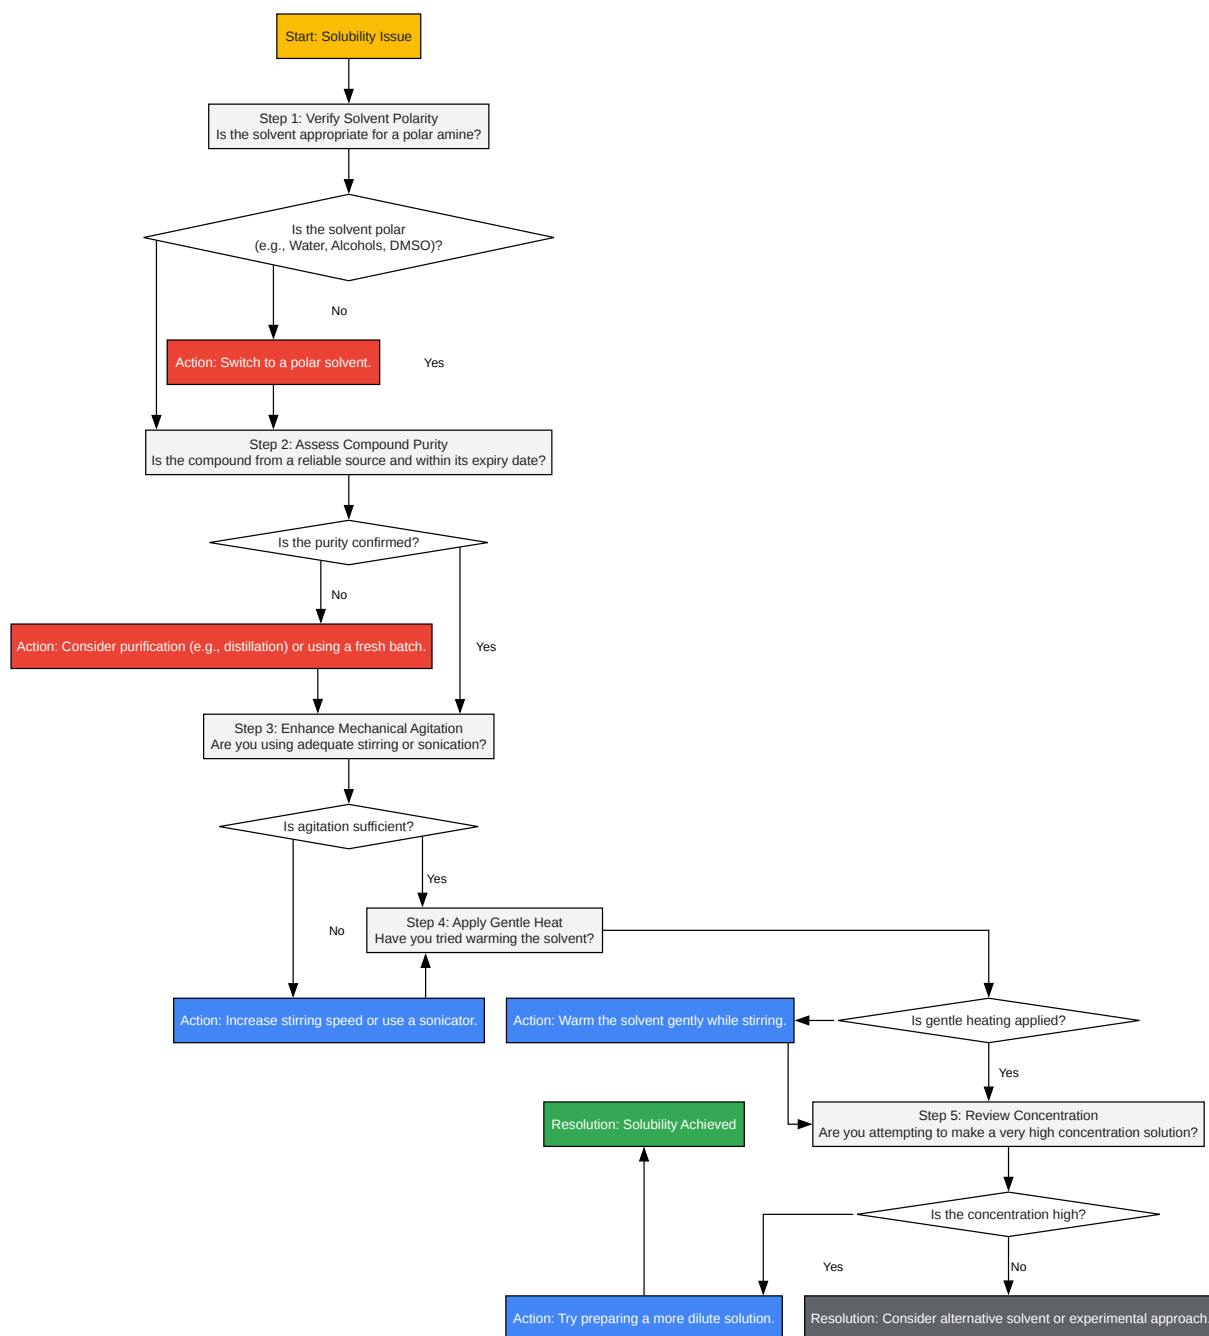 Start: Solubility Issue
Step 1: Verify Solvent Polarity
Is the solvent appropriate for a polar amine?
Is the solvent polar
(e.g., Water, Alcohols, DMSO)?
No
Action: Switch to a polar solvent.
Yes
Step 2: Assess Compound Purity
Is the compound from a reliable source and within its expiry date?
Is the purity confirmed?
No
Action: Consider purification (e.g., distillation) or using a fresh batch.
Yes
Step 3: Enhance Mechanical Agitation
Are you using adequate stirring or sonication?
Is agitation sufficient?
Yes
No
Step 4: Apply Gentle Heat
Have you tried warming the solvent?
Action: Increase stirring speed or use a sonicator.
Action: Warm the solvent gently while stirring.
Is gentle heating applied?
Yes
Resolution: Solubility Achieved
Step 5: Review Concentration
Are you attempting to make a very high concentration solution?
Is the concentration high?
Yes
No
Action: Try preparing a more dilute solution.
Resolution: Consider alternative solvent or experimental approach.